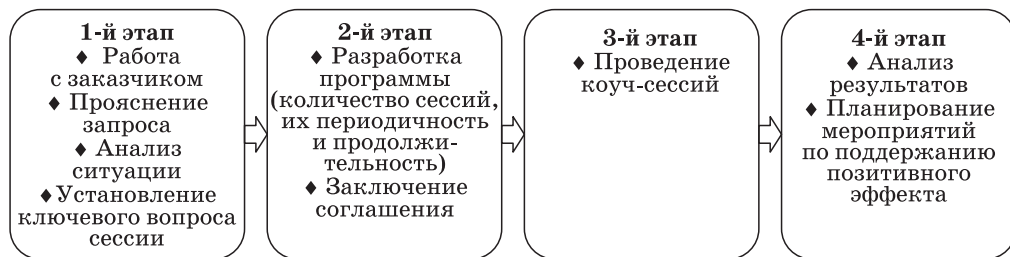 1-й этап
♦ Работа
с заказчиком
♦ Прояснение
запроса
♦ Анализ
ситуации
♦ Установление
ключевого вопроса
сессии
2-й этап
♦ Разработка
программы
(количество сессий,
их периодичность
и продолжи-
тельность)
♦ Заключение
соглашения
3-й этап
♦ Проведение
коуч-сессий
4-й этап
♦ Анализ
результатов
♦ Планирование
мероприятий
по поддержанию
позитивного
эффекта